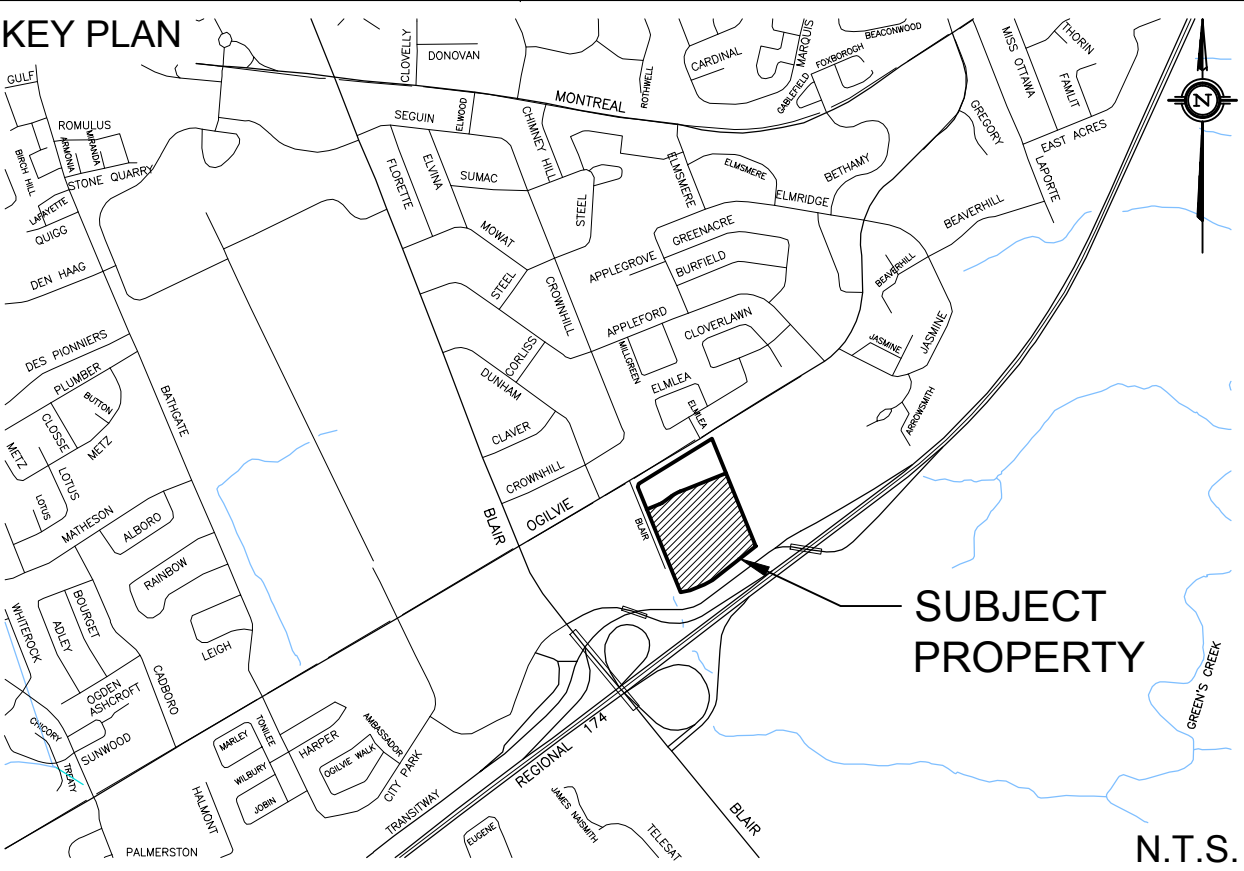 KEY PLAN
CLOVELLY
DONOVAN
CARDINAL
MARQUIS
BEACONWOOD
FOXBOROGH
GABLEFIELD
MISS OTTAWA
THORIN
FAMLIT
GULF
ROTHWELL
MONTREAL
N
ROMULUS
ARMONIA
MIRANDA
SEGUIN
ELWOOD
CHIMNEY HILL
GREGORY
EAST ACRES
BIRCH HILL
STONE QUARRY
FLORETTE
ELVINA
SUMAC
STEEL
ELMSMERE
ELMSMERE
BETHAMY
LAPORTE
LAFAYETTE
QUIGG
MOWAT
ELMRIDGE
BEAVERHILL
GREENACRE
DEN HAAG
STEEL
CROWNHILL
APPLEGROVE
BURFIELD
BEAVERHILL
DES PIONNIERS
APPLEFORD
CLOVERLAWN
JASMINE
JASMINE
PLUMBER
CORLISS
MILLGREEN
BUTTON
BATHGATE
DUNHAM
ELMLEA
ARROWSMITH
CLOSSE
METZ
METZ
CLAVER
ELMLEA
LOTUS
LOTUS
CROWNHILL
MATHESON
ALBORO
BLAIR
OGILVIE
BLAIR
RAINBOW
WHITEROCK
ADLEY
BOURGET
SUBJECT
PROPERTY
LEIGH
CADBORO
OGDEN
ASHCROFT
GREEN'S CREEK
CHICORY
SUNWOOD
TREATY
MARLEY
TONILEE
HARPER
AMBASSADOR
REGIONAL 174
WILBURY
OGILVIE WALK
CITY PARK
JOBIN
HALMONT
TRANSITWAY
JAMES NAISMITH
BLAIR
EUGENE
TELESAT
PALMERSTON
N.T.S.